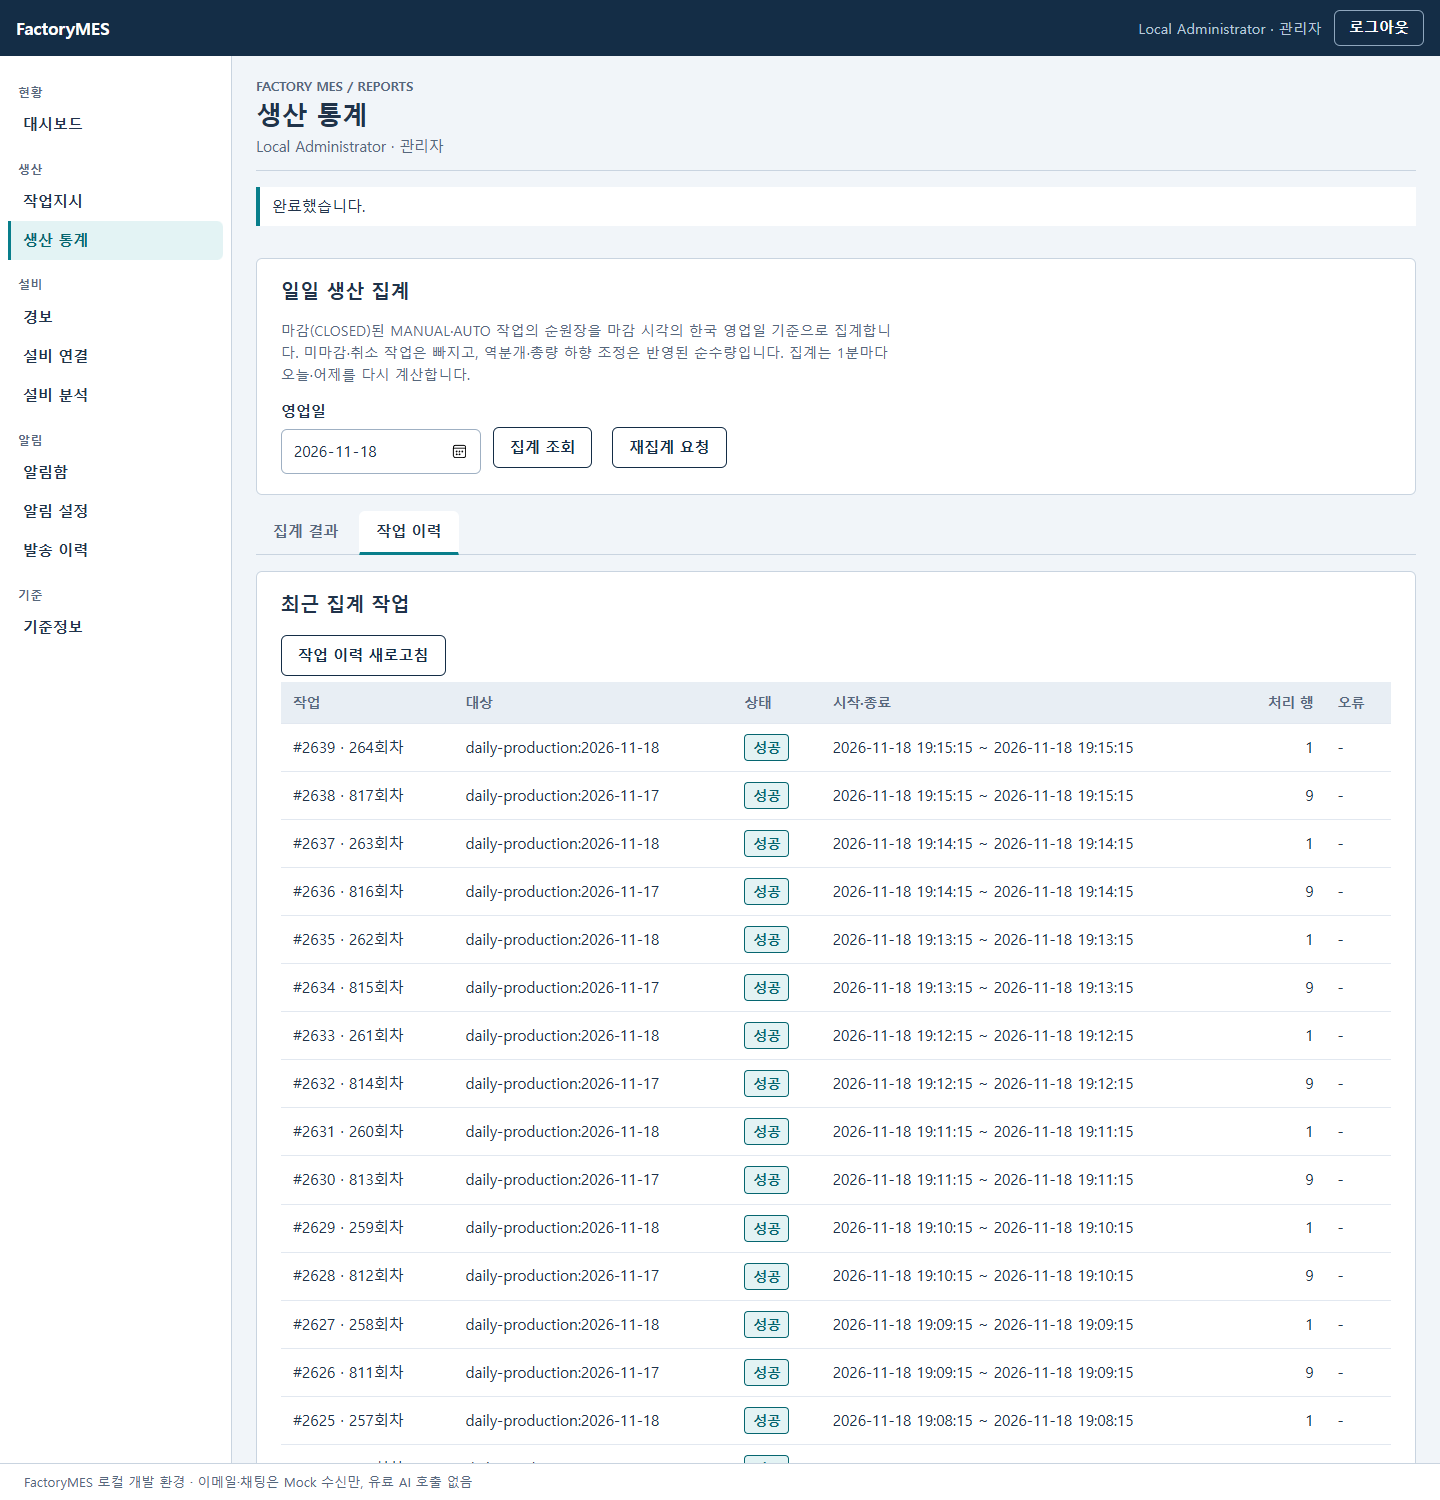 FactoryMES
Local Administrator · 관리자
로그아웃
현황
대시보드
생산
작업지시
생산 통계
설비
경보
설비 연결
설비 분석
알림
알림함
알림 설정
발송 이력
기준
기준정보
FACTORY MES / REPORTS
생산 통계
Local Administrator · 관리자
완료했습니다.
일일 생산 집계
마감(CLOSED)된 MANUAL·AUTO 작업의 순원장을 마감 시각의 한국 영업일 기준으로 집계합니
다. 미마감·취소 작업은 빠지고, 역분개·총량 하향 조정은 반영된 순수량입니다. 집계는 1분마다
오늘·어제를 다시 계산합니다.
영업일
2026-11-18
집계 조회
재집계 요청
집계 결과
작업 이력
최근 집계 작업
작업 이력 새로고침
작업 대상 상태 시작·종료 처리 행 오류
#2639 · 264회차 daily-production:2026-11-18 성공 2026-11-18 19:15:15 ~ 2026-11-18 19:15:15 1 -
#2638 · 817회차 daily-production:2026-11-17 성공 2026-11-18 19:15:15 ~ 2026-11-18 19:15:15 9 -
#2637 · 263회차 daily-production:2026-11-18 성공 2026-11-18 19:14:15 ~ 2026-11-18 19:14:15 1 -
#2636 · 816회차 daily-production:2026-11-17 성공 2026-11-18 19:14:15 ~ 2026-11-18 19:14:15 9 -
#2635 · 262회차 daily-production:2026-11-18 성공 2026-11-18 19:13:15 ~ 2026-11-18 19:13:15 1 -
#2634 · 815회차 daily-production:2026-11-17 성공 2026-11-18 19:13:15 ~ 2026-11-18 19:13:15 9 -
#2633 · 261회차 daily-production:2026-11-18 성공 2026-11-18 19:12:15 ~ 2026-11-18 19:12:15 1 -
#2632 · 814회차 daily-production:2026-11-17 성공 2026-11-18 19:12:15 ~ 2026-11-18 19:12:15 9 -
#2631 · 260회차 daily-production:2026-11-18 성공 2026-11-18 19:11:15 ~ 2026-11-18 19:11:15 1 -
#2630 · 813회차 daily-production:2026-11-17 성공 2026-11-18 19:11:15 ~ 2026-11-18 19:11:15 9 -
#2629 · 259회차 daily-production:2026-11-18 성공 2026-11-18 19:10:15 ~ 2026-11-18 19:10:15 1 -
#2628 · 812회차 daily-production:2026-11-17 성공 2026-11-18 19:10:15 ~ 2026-11-18 19:10:15 9 -
#2627 · 258회차 daily-production:2026-11-18 성공 2026-11-18 19:09:15 ~ 2026-11-18 19:09:15 1 -
#2626 · 811회차 daily-production:2026-11-17 성공 2026-11-18 19:09:15 ~ 2026-11-18 19:09:15 9 -
#2625 · 257회차 daily-production:2026-11-18 성공 2026-11-18 19:08:15 ~ 2026-11-18 19:08:15 1 -
FactoryMES 로컬 개발 환경 · 이메일·채팅은 Mock 수신만, 유료 AI 호출 없음